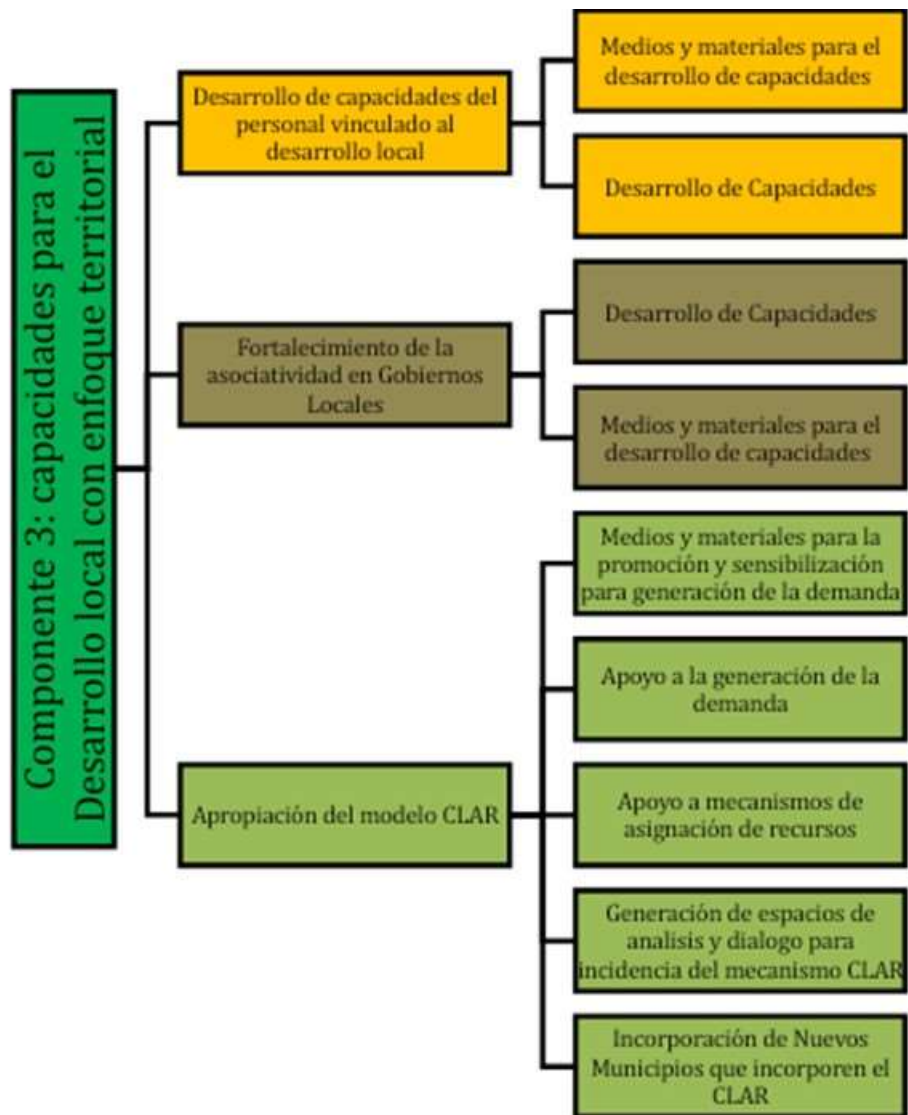 Componente 3: capacidades para el
Desarrollo local con enfoque territorial
Desarrollo de capacidades del
personal vinculado al
desarrollo local
Medios y materiales para el
desarrollo de capacidades
Desarrollo de Capacidades
Fortalecimiento de la
asociatividad en Gobiernos
Locales
Desarrollo de Capacidades
Medios y materiales para el
desarrollo de capacidades
Apropiación del modelo CLAR
Medios y materiales para la
promoción y sensibilización
para generación de la demanda
Apoyo a la generación de la
demanda
Apoyo a mecanismos de
asignación de recursos
Generación de espacios de
analisis y dialogo para
incidencia del mecanismo CLAR
Incorporación de Nuevos
Municipios que incorporen el
CLAR